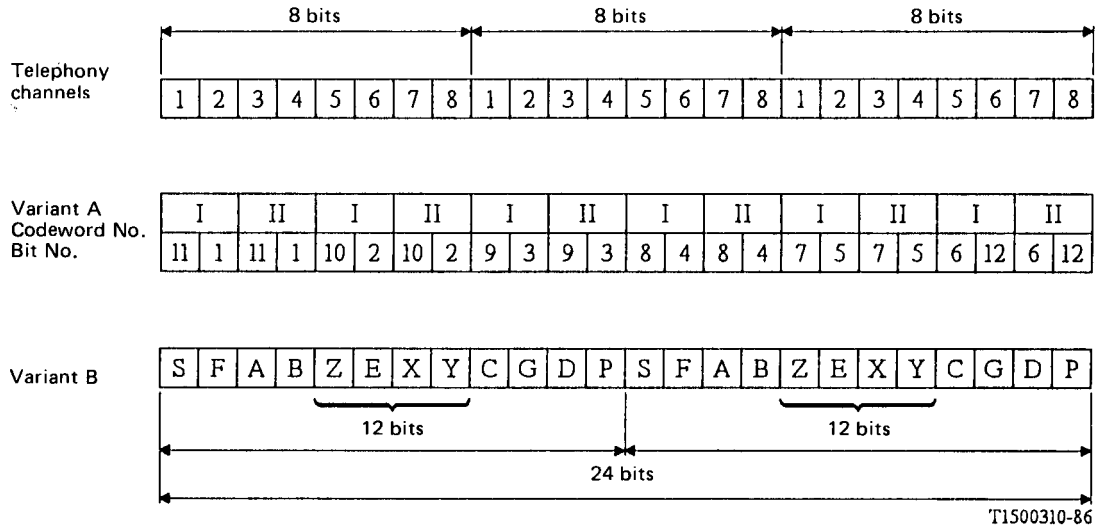 8 bits 8 bits 8 bits
Telephony
channels
1 2 3 4 5 6 7 8 1 2 3 4 5 6 7 8 1 2 3 4 5 6 7 8
Variant A
Codeword No.
Bit No.
I II I II I II I II I II I II
11 1 11 1 10 2 10 2 9 3 9 3 8 4 8 4 7 5 7 5 6 12 6 12
Variant B
S F A B Z E X Y C G D P S F A B Z E X Y C G D P
12 bits 12 bits
24 bits
T1500310-86